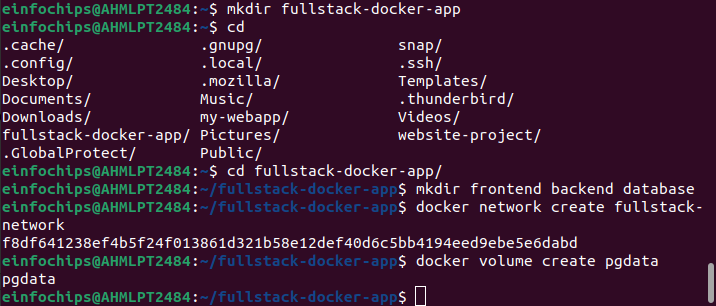 einfochips@AHMLPT2484:~$ mkdir fullstack-docker-app
einfochips@AHMLPT2484:~$ cd
.cache/ .gnupg/ snap/
.config/ .local/ .ssh/
Desktop/ .mozilla/ Templates/
Documents/ Music/ .thunderbird/
Downloads/ my-webapp/ Videos/
fullstack-docker-app/ Pictures/ website-project/
.GlobalProtect/ Public/
einfochips@AHMLPT2484:~$ cd fullstack-docker-app/
einfochips@AHMLPT2484:~/fullstack-docker-app$ mkdir frontend backend database
einfochips@AHMLPT2484:~/fullstack-docker-app$ docker network create fullstack-
network
f8df641238ef4b5f24f013861d321b58e12def40d6c5bb4194eed9ebe5e6dabd
einfochips@AHMLPT2484:~/fullstack-docker-app$ docker volume create pgdata
pgdata
einfochips@AHMLPT2484:~/fullstack-docker-app$